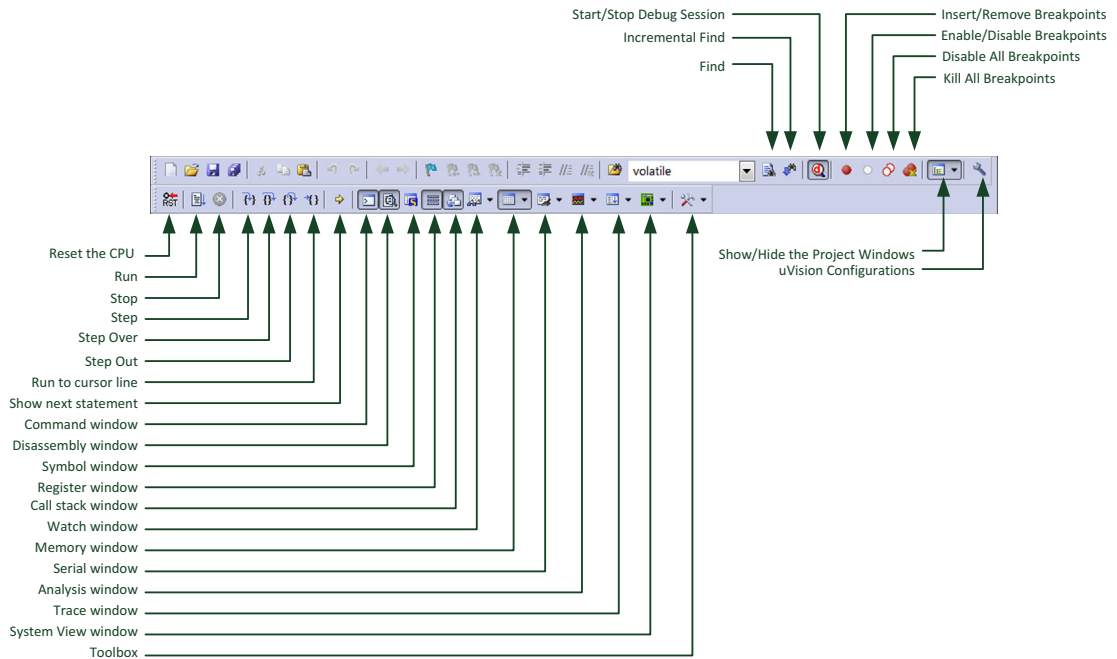 Start/Stop Debug Session
Incremental Find
Find
Insert/Remove Breakpoints
Enable/Disable Breakpoints
Disable All Breakpoints
Kill All Breakpoints
volatile
RST
Reset the CPU
Run
Stop
Step
Step Over
Step Out
Run to cursor line
Show next statement
Command window
Disassembly window
Symbol window
Register window
Call stack window
Watch window
Memory window
Serial window
Analysis window
Trace window
System View window
Toolbox
Show/Hide the Project Windows
uVision Configurations